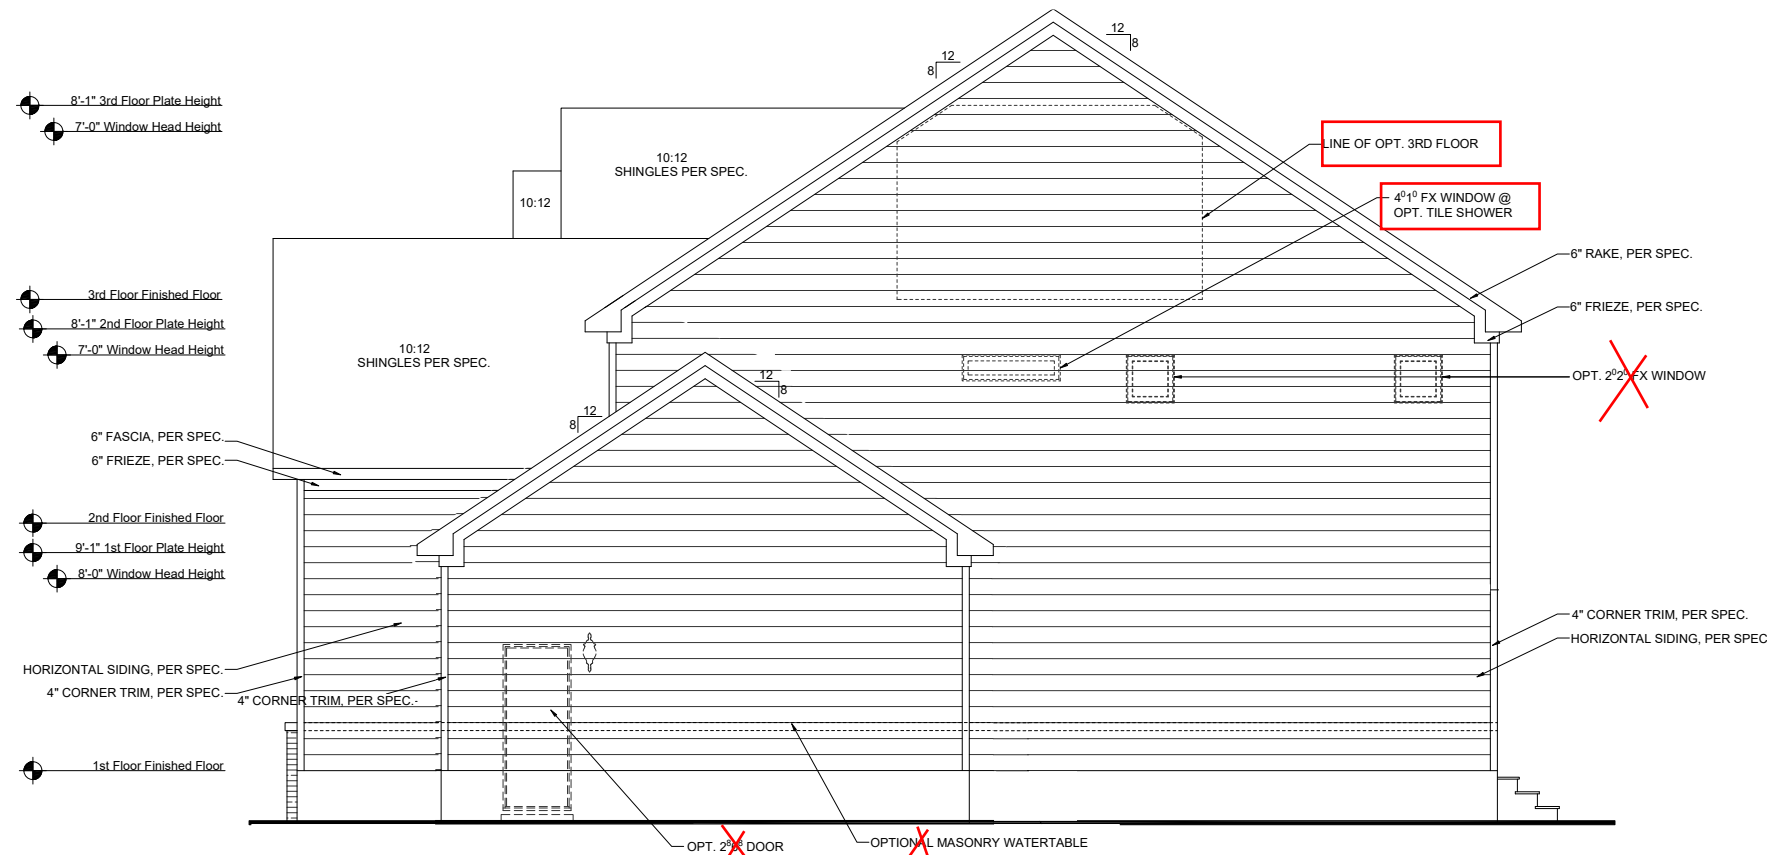 12
8
12
8
8'-1" 3rd Floor Plate Height
7'-0" Window Head Height
10:12
SHINGLES PER SPEC.
LINE OF OPT. 3RD FLOOR
10:12
4⁰1⁰ FX WINDOW @
OPT. TILE SHOWER
6" RAKE, PER SPEC.
3rd Floor Finished Floor
6" FRIEZE, PER SPEC.
8'-1" 2nd Floor Plate Height
7'-0" Window Head Height
10:12
SHINGLES PER SPEC.
12
8
OPT. 2⁰2⁰ FX WINDOW
12
8
6" FASCIA, PER SPEC.
6" FRIEZE, PER SPEC.
2nd Floor Finished Floor
9'-1" 1st Floor Plate Height
8'-0" Window Head Height
4" CORNER TRIM, PER SPEC.
HORIZONTAL SIDING, PER SPEC
HORIZONTAL SIDING, PER SPEC.
4" CORNER TRIM, PER SPEC.
4" CORNER TRIM, PER SPEC.
1st Floor Finished Floor
OPT. DOOR
OPTIONAL MASONRY WATERTABLE